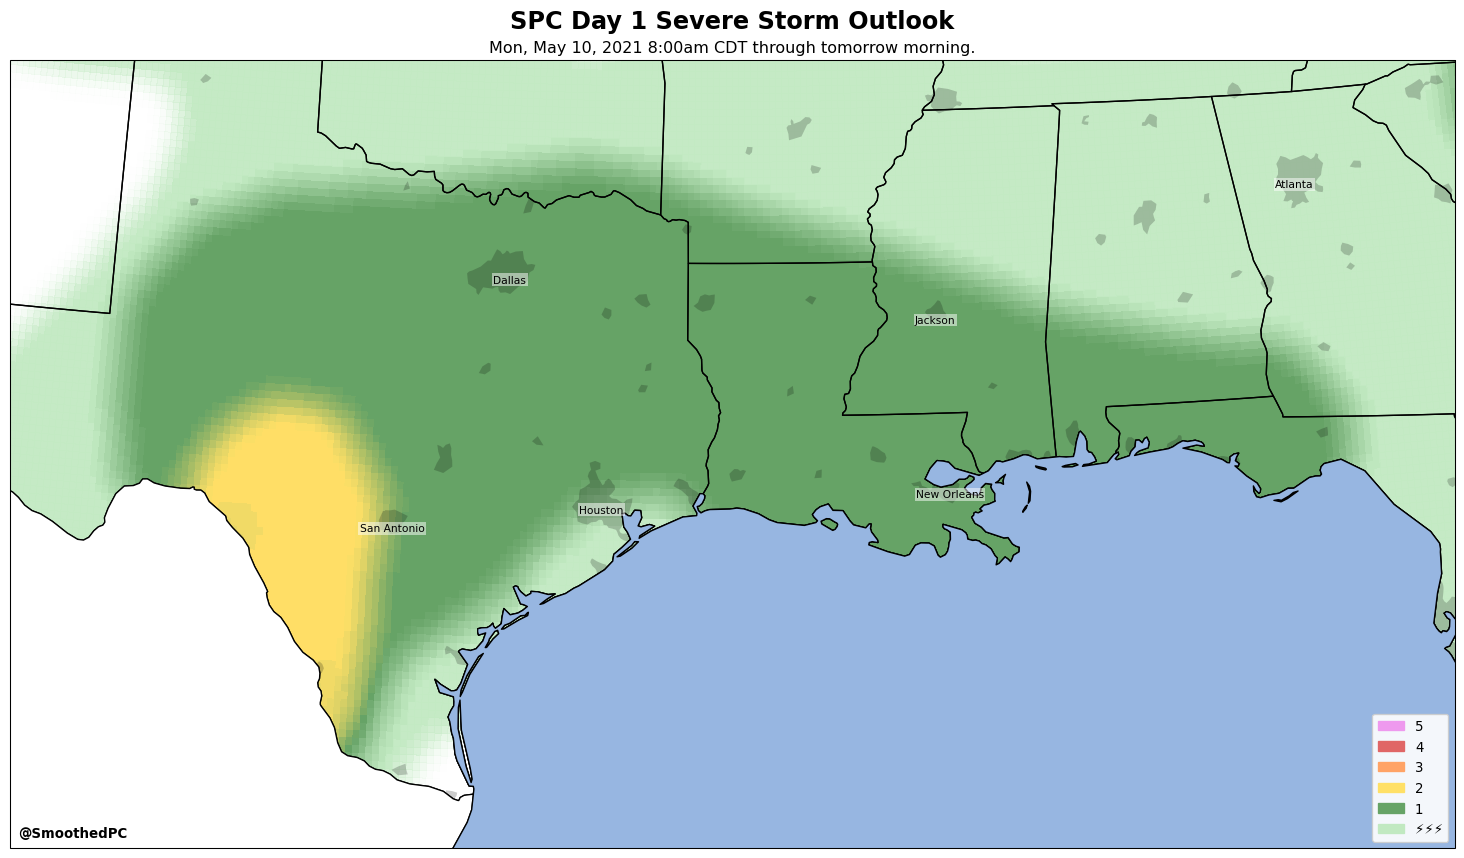 SPC Day 1 Severe Storm Outlook
Mon, May 10, 2021 8:00am CDT through tomorrow morning.
Atlanta
Dallas
Jackson
New Orleans
Houston
San Antonio
5
4
3
2
1
⚡⚡⚡
@SmoothedPC